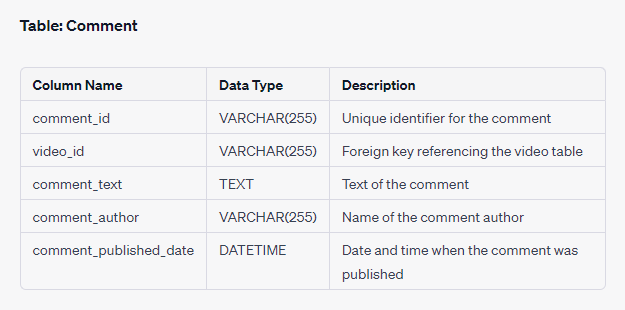 Table: Comment
Column Name Data Type Description
comment_id VARCHAR(255) Unique identifier for the comment
video_id VARCHAR(255) Foreign key referencing the video table
comment_text TEXT Text of the comment
comment_author VARCHAR(255) Name of the comment author
comment_published_date DATETIME Date and time when the comment was
published